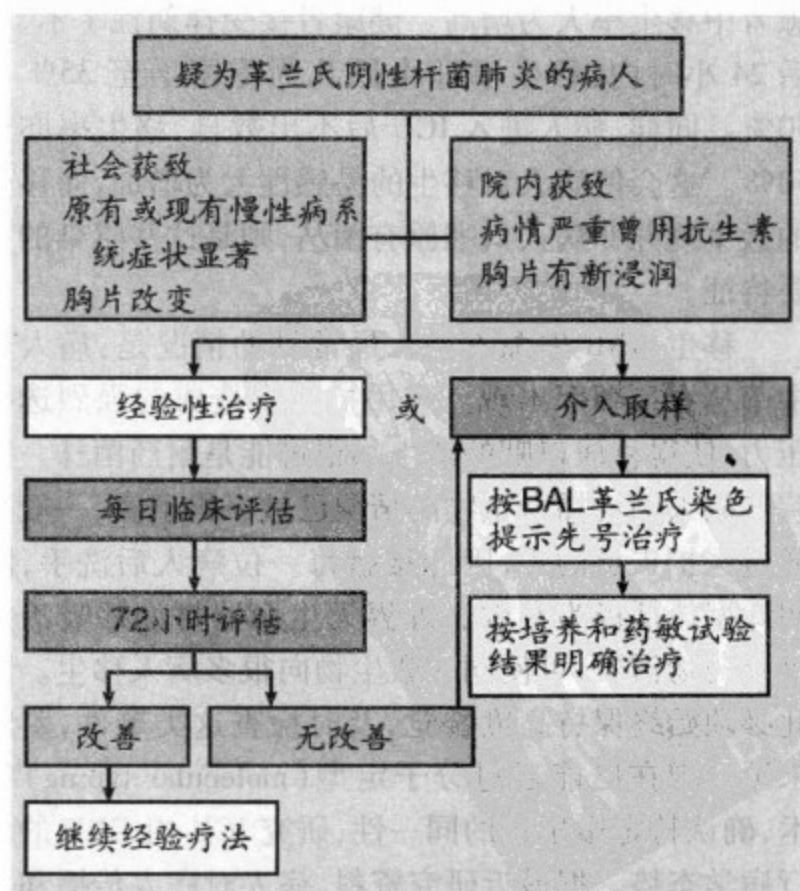 疑为革兰氏阴性杆菌肺炎的病人
社会获致
原有或现有慢性病系
统症状显著
胸片改变
院内获致
病情严重曾用抗生素
胸片有新浸润
经验性治疗
或
介入取样
每日临床评估
72小时评估
改善
无改善
继续经验疗法
按BAL革兰氏染色
提示先号治疗
按培养和药敏试验
结果明确治疗